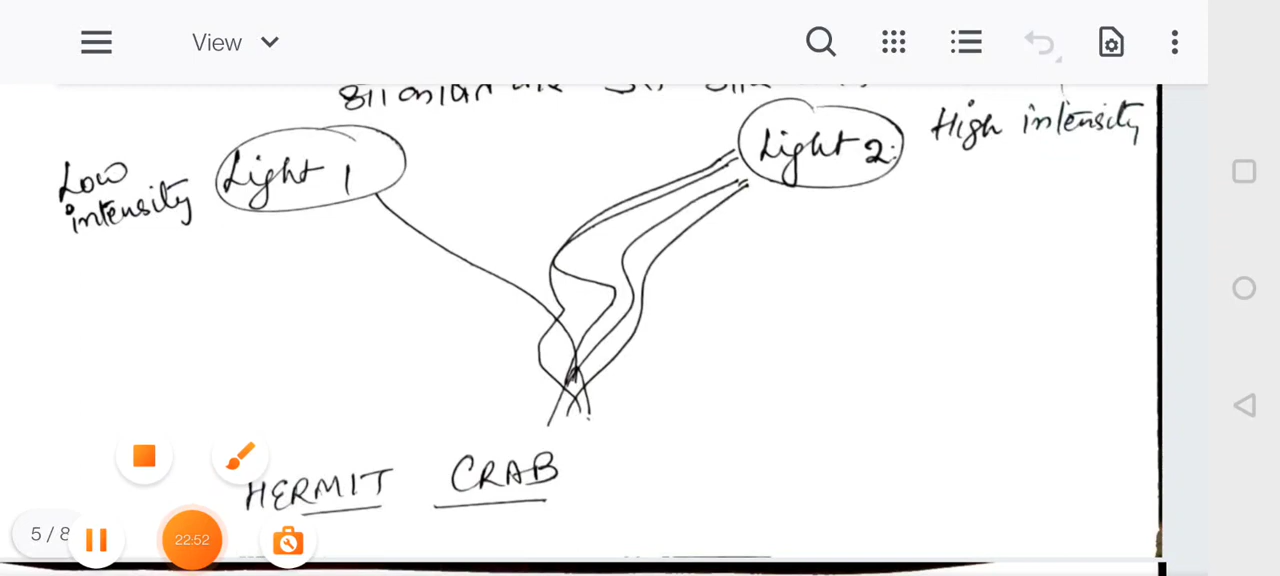 View
High intensity
Light 2
Low
intensity
Light 1
HERMIT CRAB
5 / 8
22:52